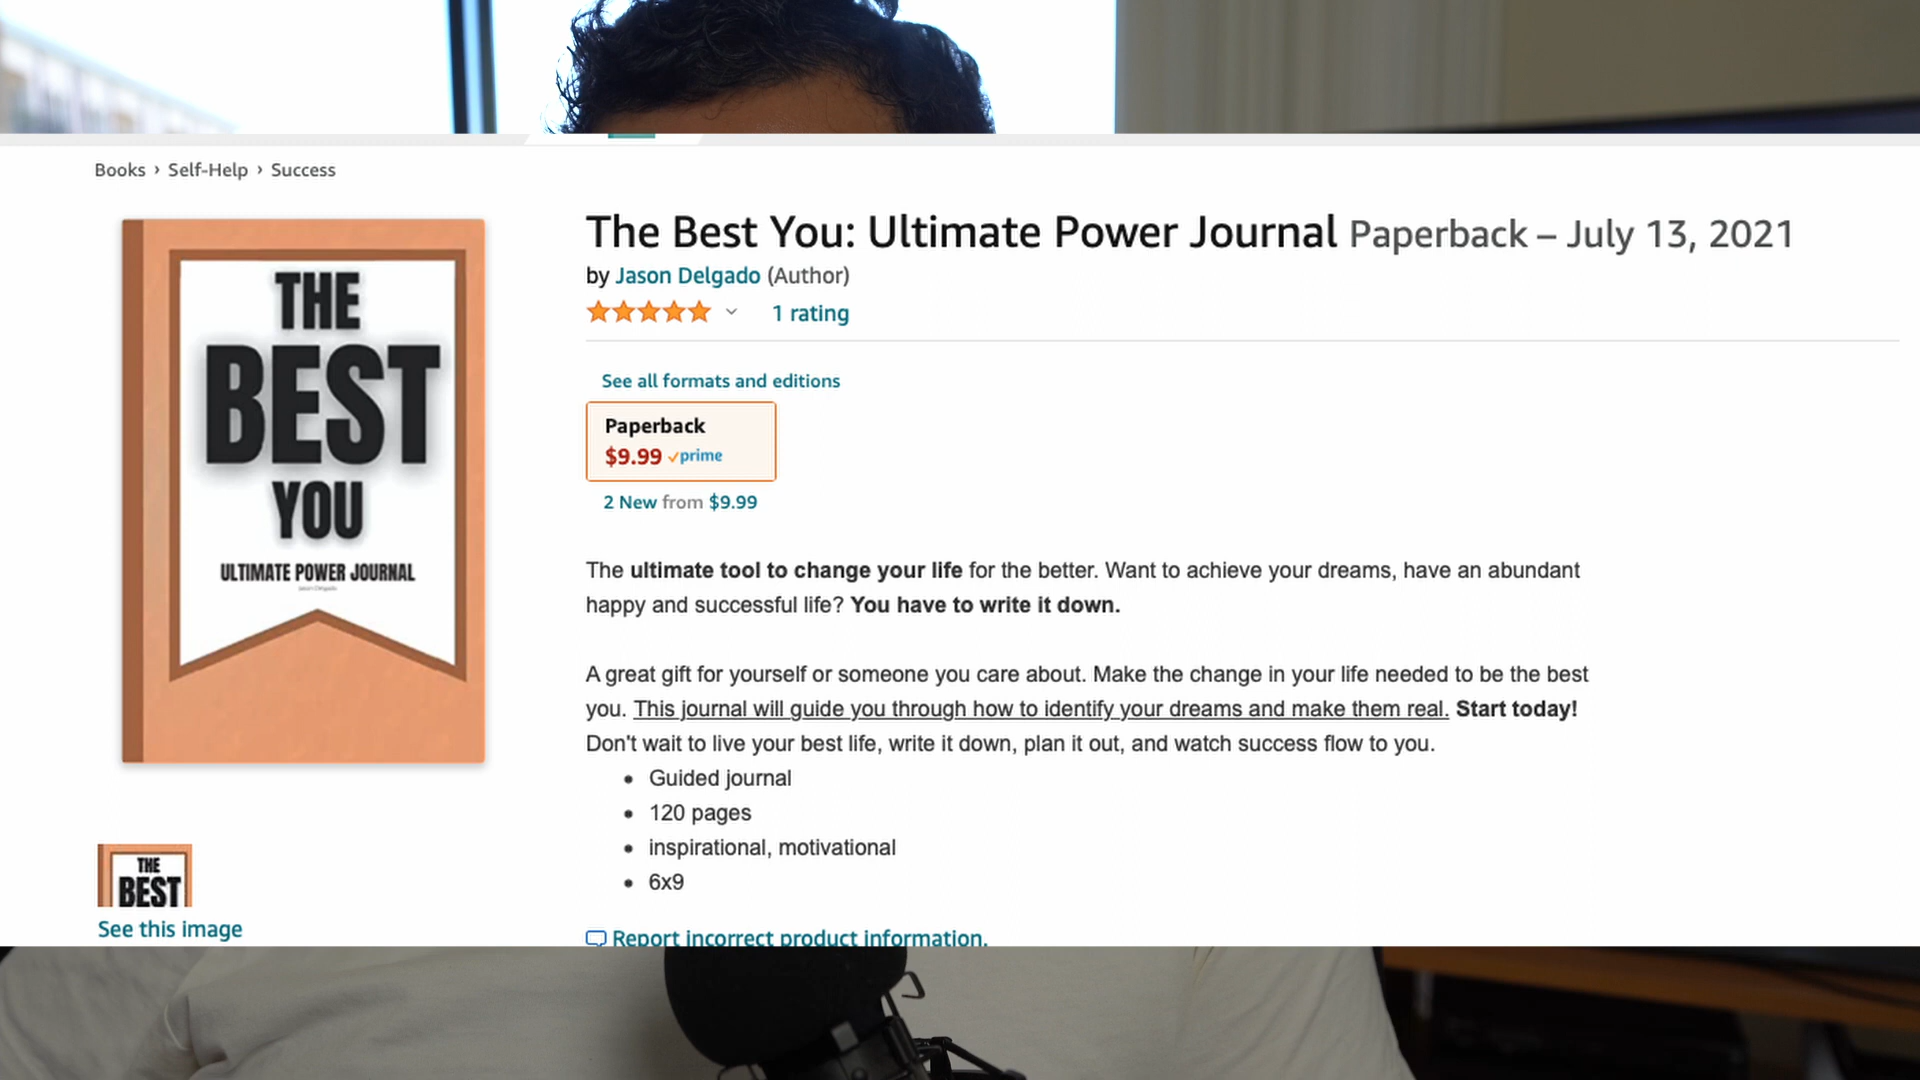 Books › Self-Help › Success
THE
BEST
YOU
ULTIMATE POWER JOURNAL
Jason Delgado
THE
BEST
See this image
The Best You: Ultimate Power Journal Paperback – July 13, 2021
by Jason Delgado (Author)
1 rating
See all formats and editions
Paperback
$9.99 prime
2 New from $9.99
The ultimate tool to change your life for the better. Want to achieve your dreams, have an abundant
happy and successful life? You have to write it down.
A great gift for yourself or someone you care about. Make the change in your life needed to be the best
you. This journal will guide you through how to identify your dreams and make them real. Start today!
Don't wait to live your best life, write it down, plan it out, and watch success flow to you.
• Guided journal
• 120 pages
• inspirational, motivational
• 6x9
Report incorrect product information.